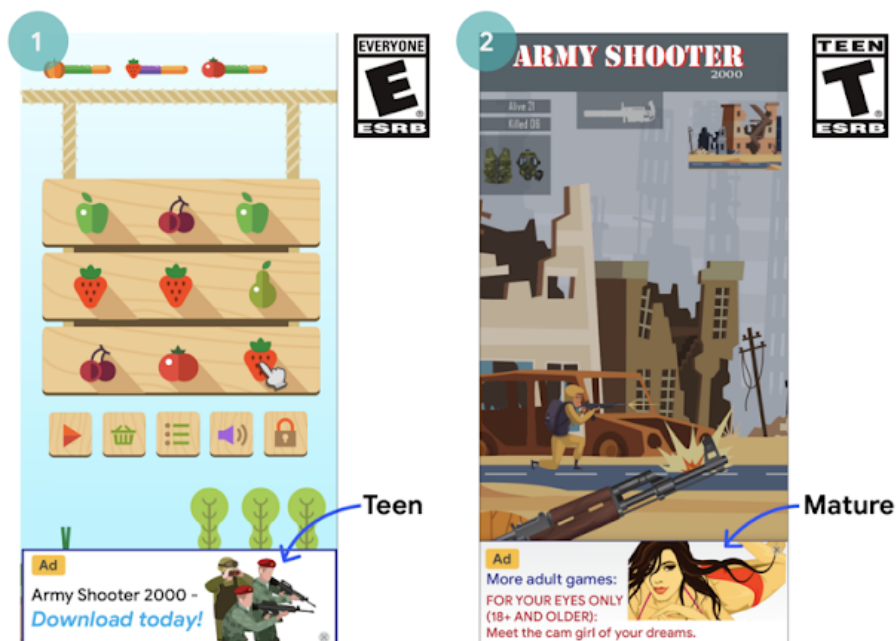 1
EVERYONE
E
ESRB
Teen
Ad
Army Shooter 2000 -
Download today!
2
ARMY SHOOTER
2000
TEEN
T
ESRB
Alive 21
Killed 06
Mature
Ad
More adult games:
FOR YOUR EYES ONLY
(18+ AND OLDER):
Meet the cam girl of your dreams.